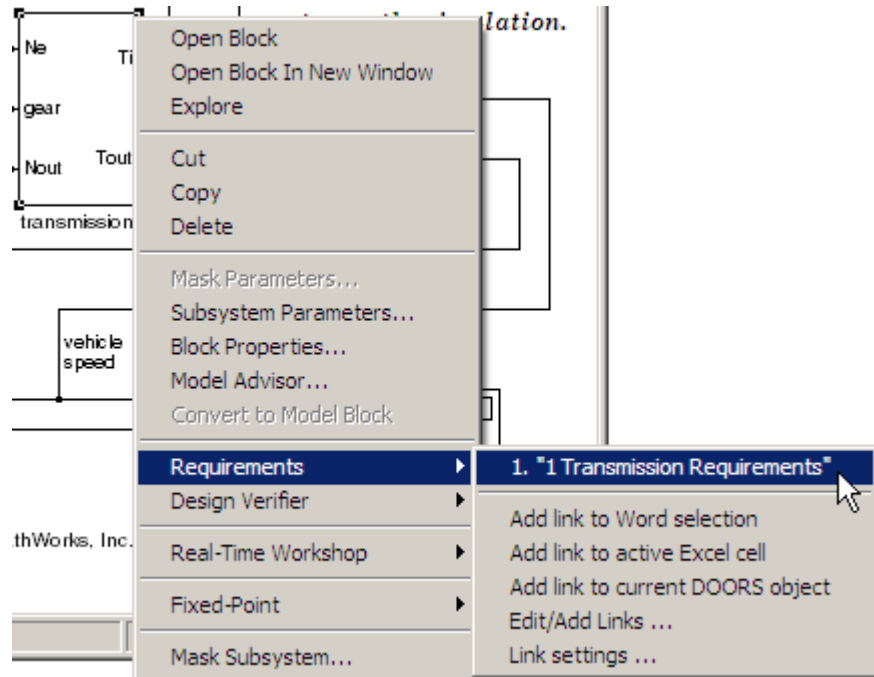 lation.
Ne
Ti
gear
Nout
Tout
transmission
vehicle
speed
thWorks, Inc.
Open Block
Open Block In New Window
Explore
Cut
Copy
Delete
Mask Parameters...
Subsystem Parameters...
Block Properties...
Model Advisor...
Convert to Model Block
Requirements
Design Verifier
Real-Time Workshop
Fixed-Point
Mask Subsystem...
1. "1 Transmission Requirements"
Add link to Word selection
Add link to active Excel cell
Add link to current DOORS object
Edit/Add Links ...
Link settings ...